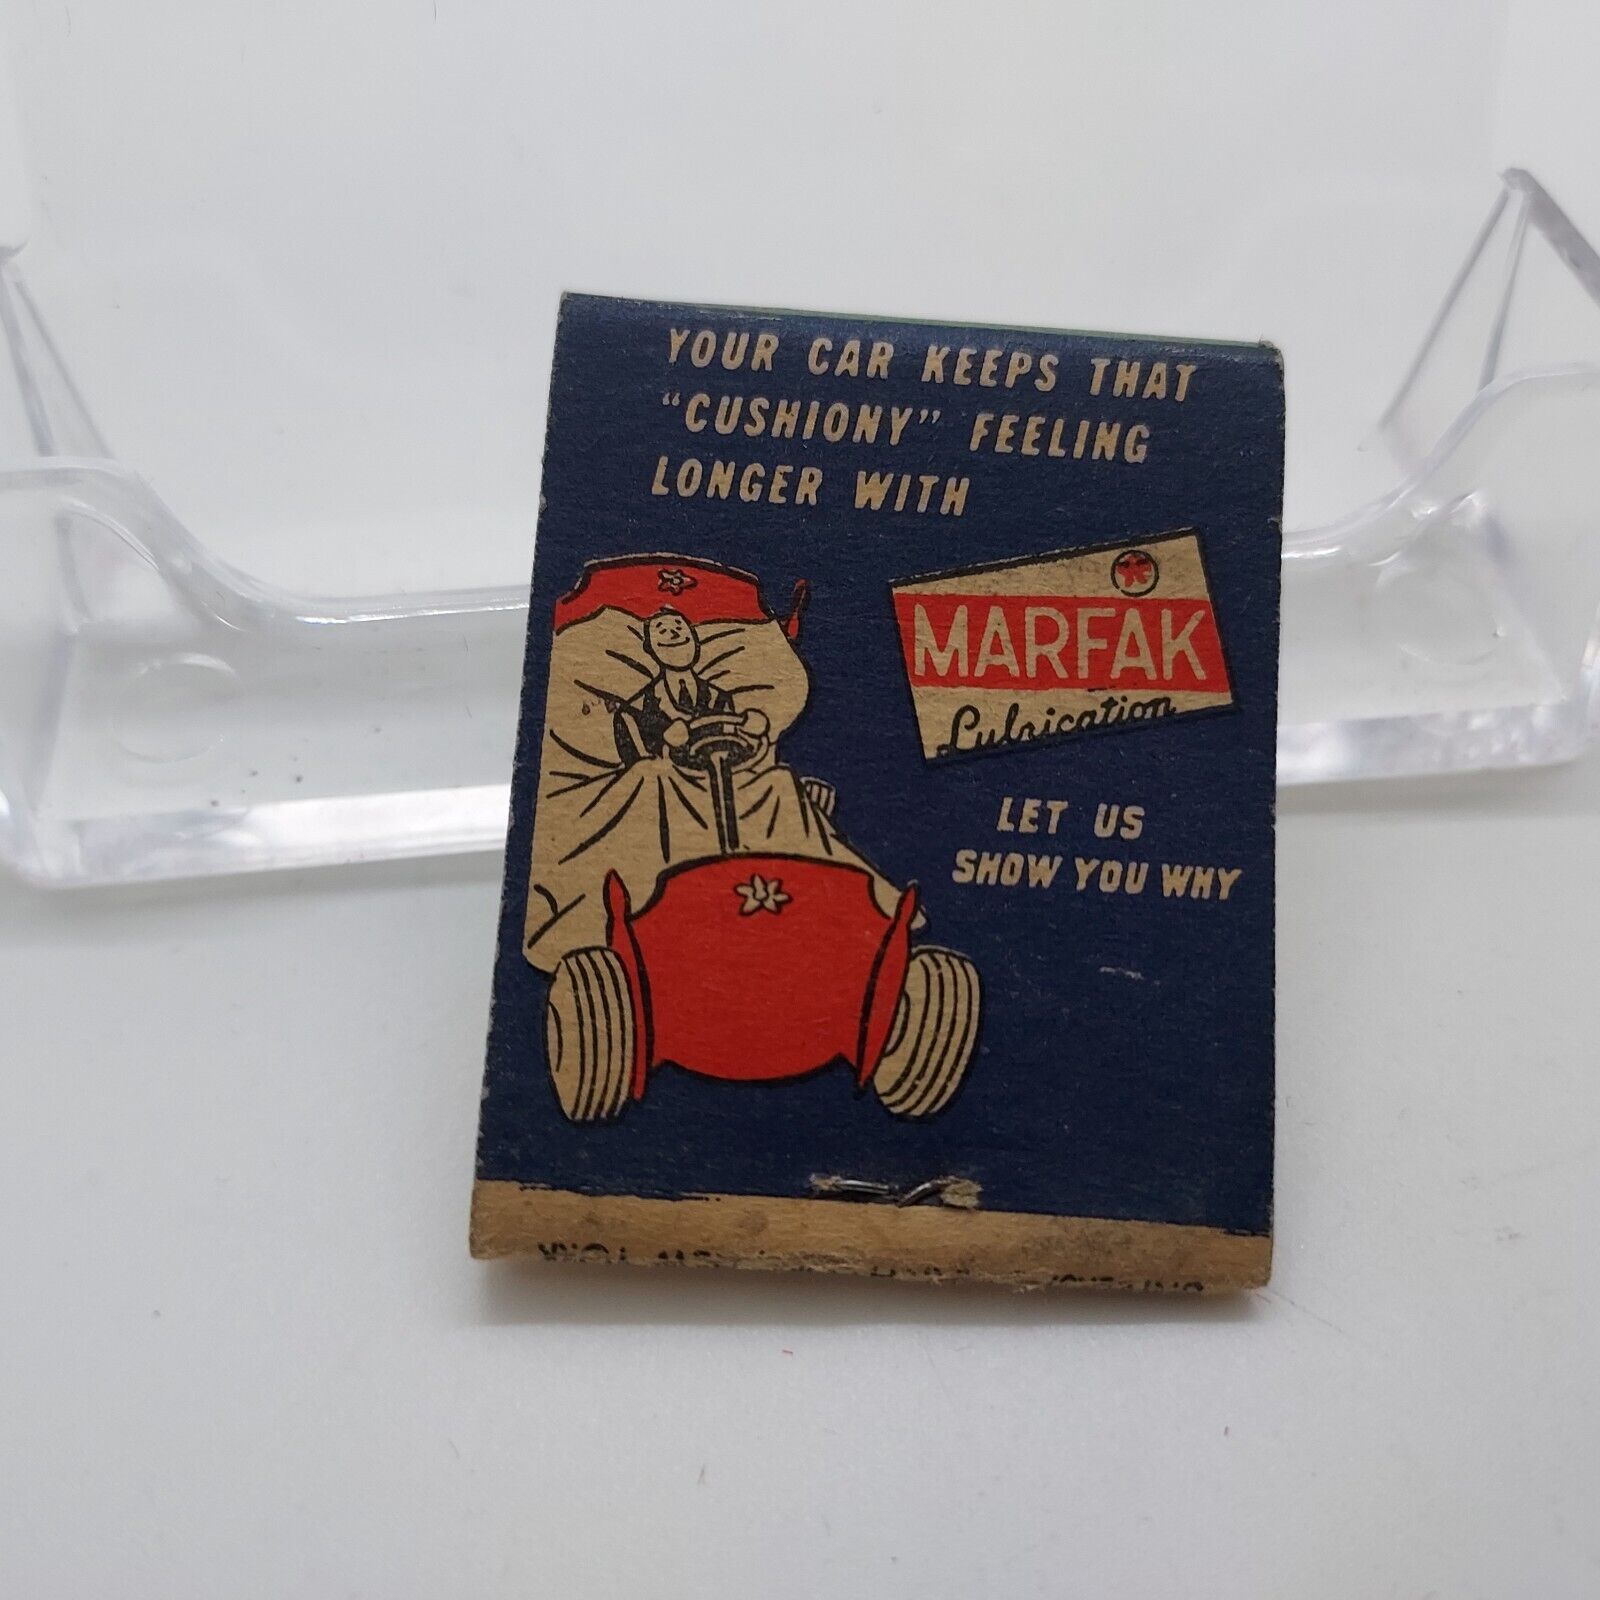 YOUR CAR KEEPS THAT
"CUSHIONY" FEELING
LONGER WITH
MARFAK
Lubrication
LET US
SHOW YOU WHY